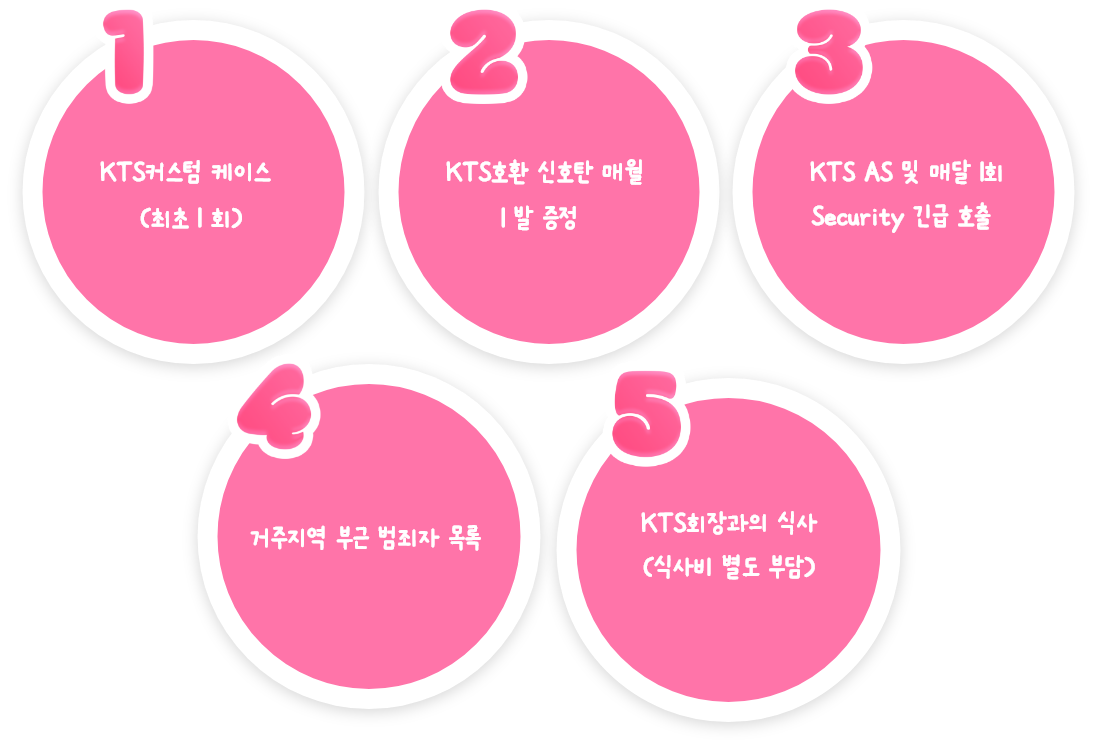 1
KTS커스텀 케이스
(최초 1 회)
2
KTS호환 신호탄 매월
1 발 증정
3
KTS AS 및 매달 1회
Security 긴급 호출
4
거주지역 부근 범죄자 목록
5
KTS회장과의 식사
(식사비 별도 부담)